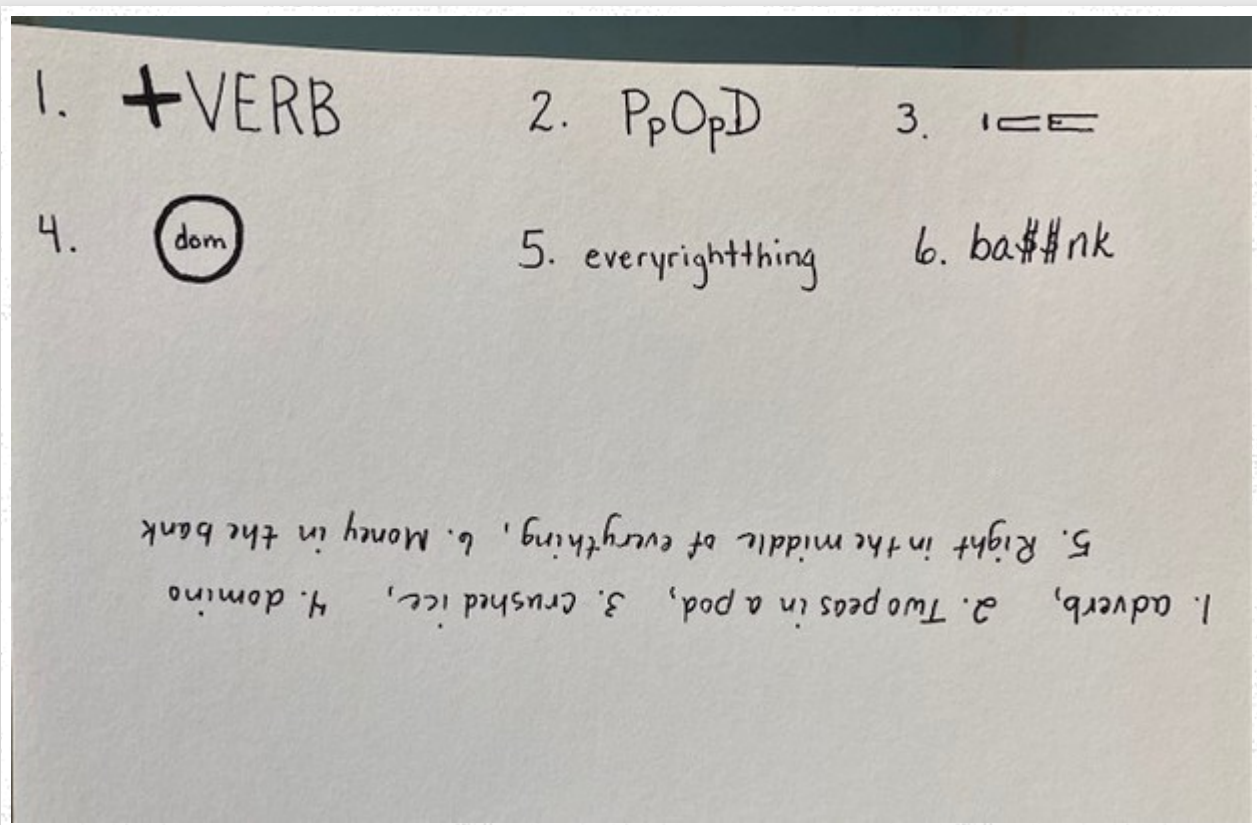 1. +VERB 2. PpOpD 3. ICE
4. dom 5. everyrightthing 6. ba$$nk
1. adverb, 2. Two peas in a pod, 3. crushed ice, 4. domino
5. Right in the middle of everything, 6. Money in the bank